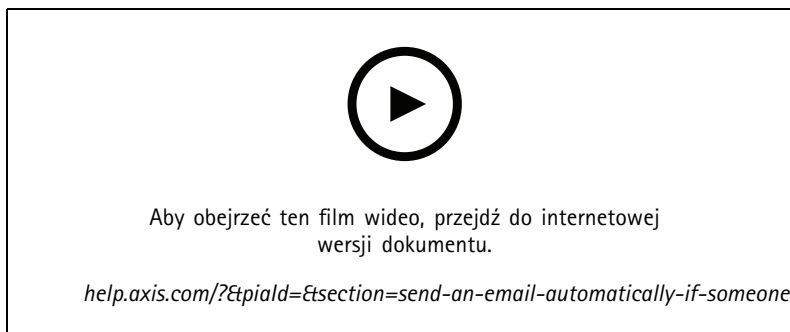 Aby obejrzeć ten film wideo, przejdź do internetowej
wersji dokumentu.
help.axis.com/?&piaId=&section=send-an-email-automatically-if-someone